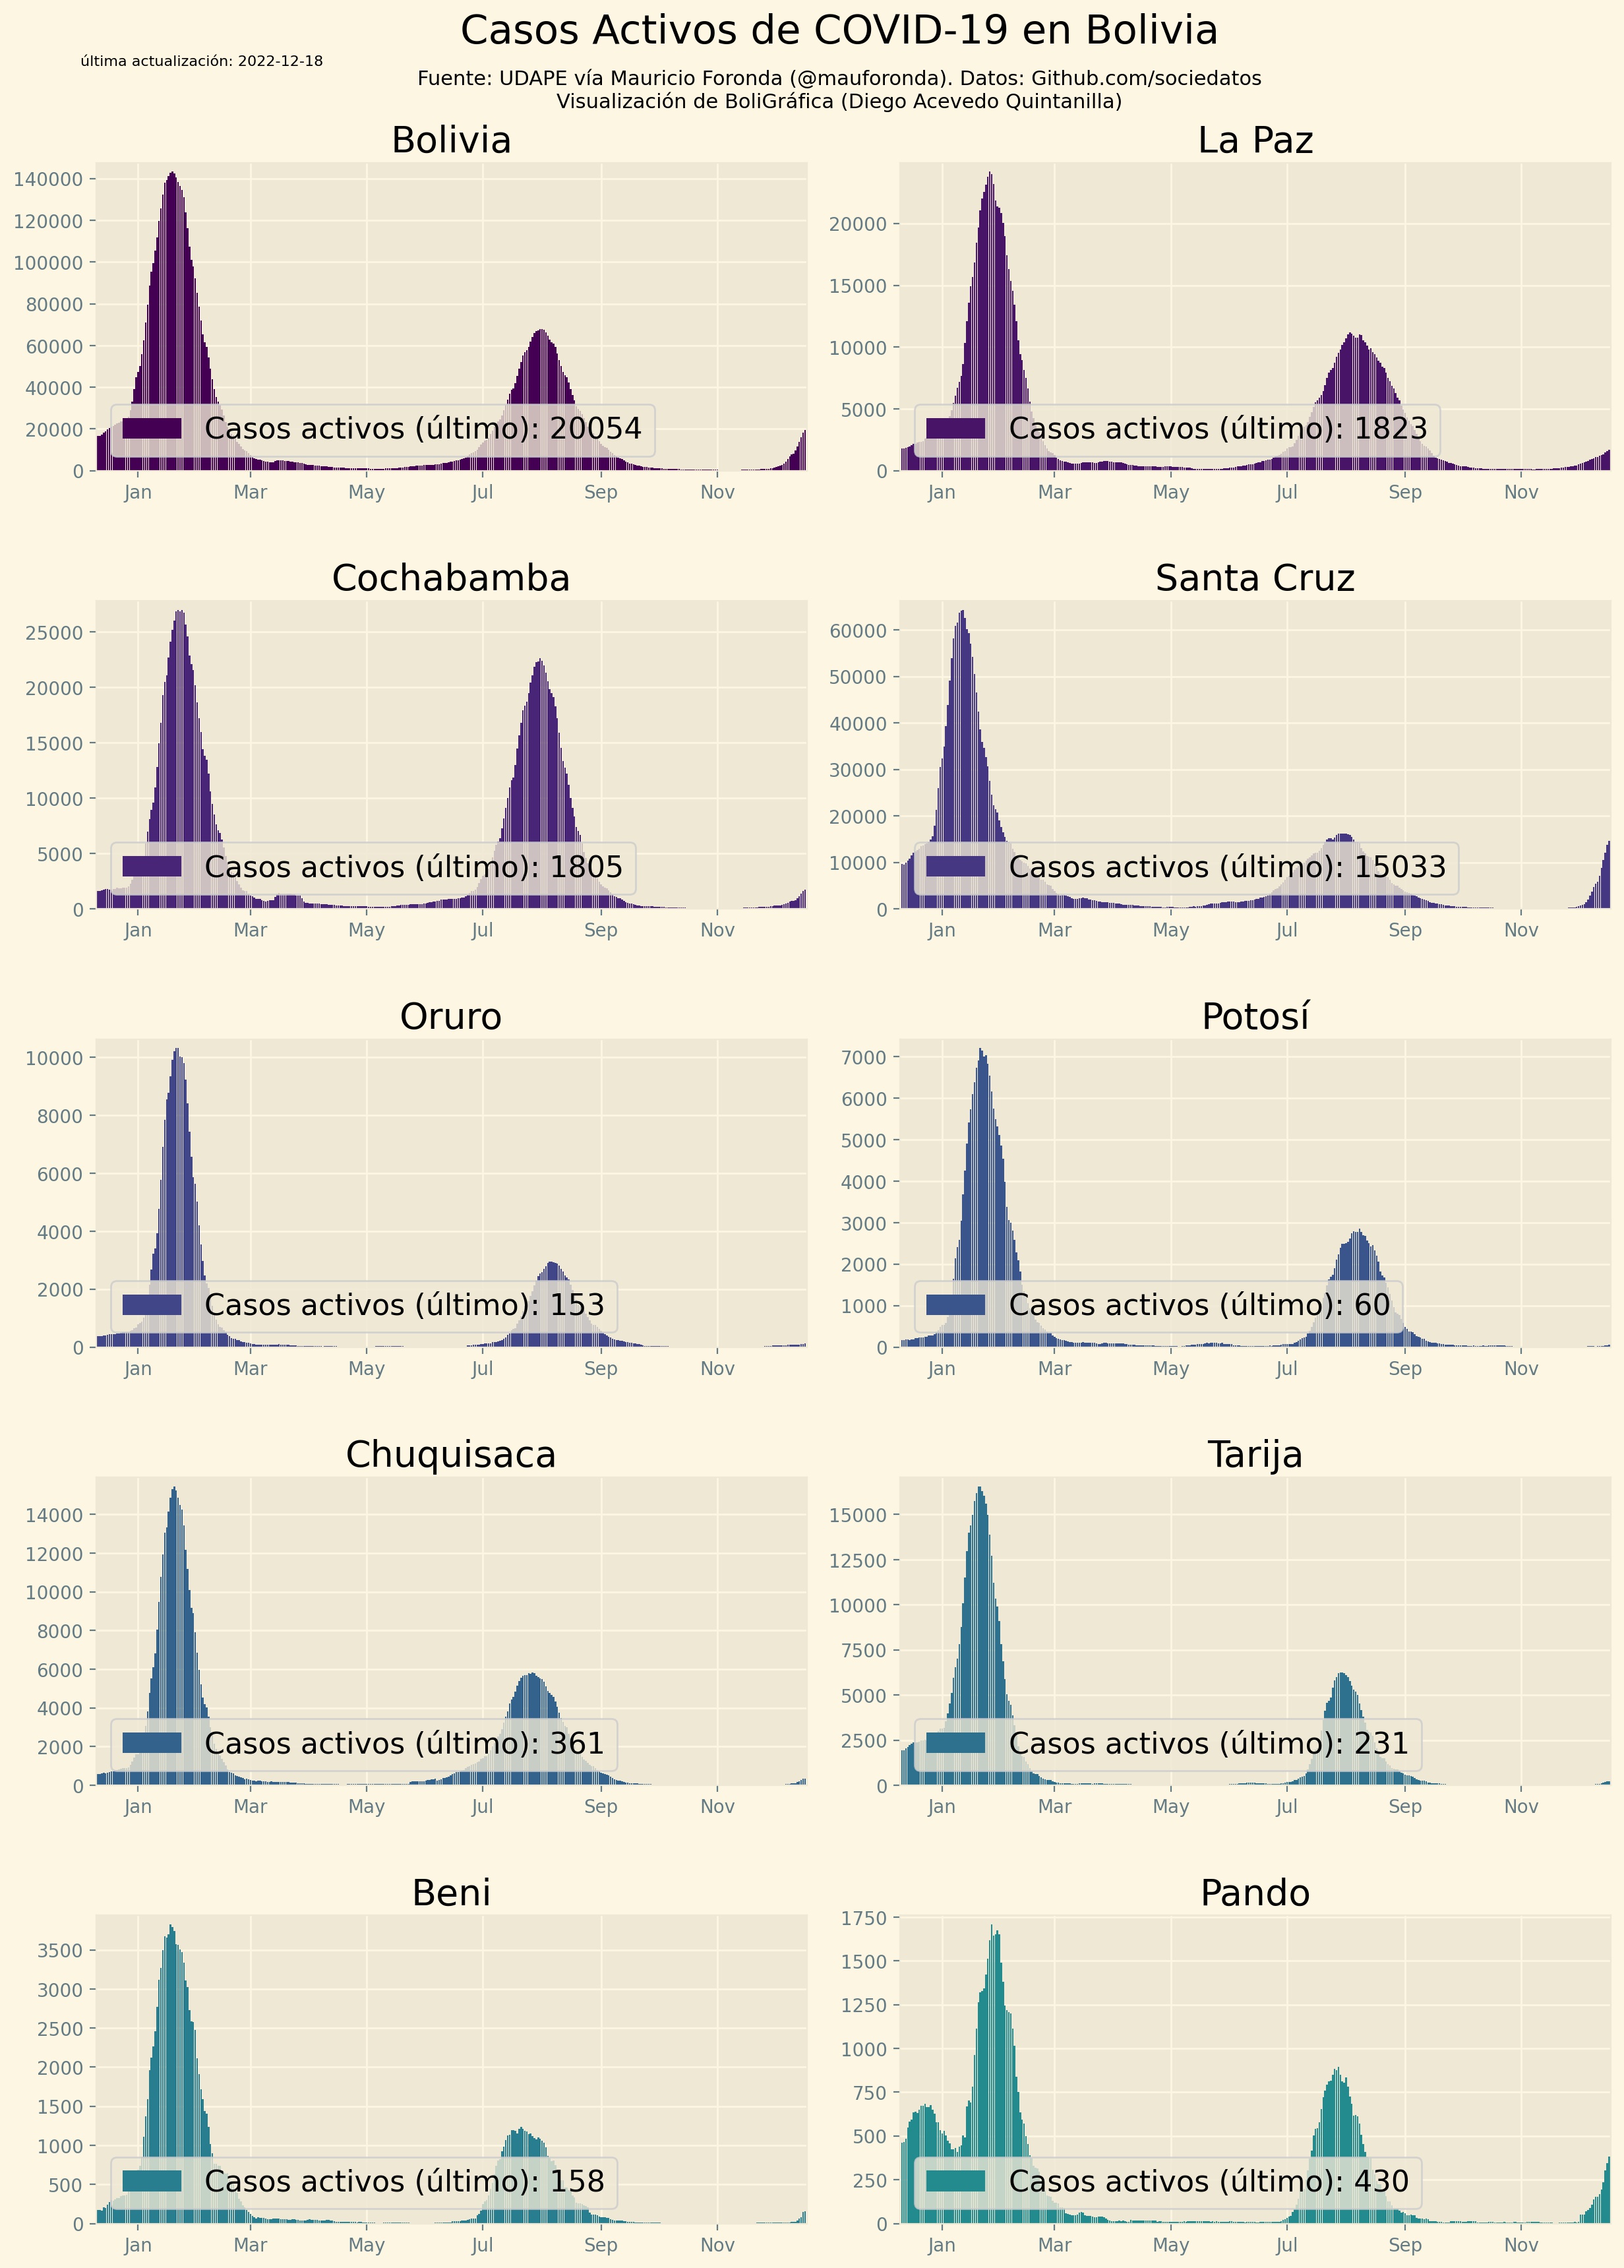 Casos Activos de COVID-19 en Bolivia
última actualización: 2022-12-18
Fuente: UDAPE vía Mauricio Foronda (@mauforonda). Datos: Github.com/sociedatos
Visualización de BoliGráfica (Diego Acevedo Quintanilla)
Bolivia
140000
120000
100000
80000
60000
40000
20000
0
Casos activos (último): 20054
Jan Mar May Jul Sep Nov
La Paz
20000
15000
10000
5000
0
Casos activos (último): 1823
Jan Mar May Jul Sep Nov
Cochabamba
25000
20000
15000
10000
5000
0
Casos activos (último): 1805
Jan Mar May Jul Sep Nov
Santa Cruz
60000
50000
40000
30000
20000
10000
0
Casos activos (último): 15033
Jan Mar May Jul Sep Nov
Oruro
10000
8000
6000
4000
2000
0
Casos activos (último): 153
Jan Mar May Jul Sep Nov
Potosí
7000
6000
5000
4000
3000
2000
1000
0
Casos activos (último): 60
Jan Mar May Jul Sep Nov
Chuquisaca
14000
12000
10000
8000
6000
4000
2000
0
Casos activos (último): 361
Jan Mar May Jul Sep Nov
Tarija
15000
12500
10000
7500
5000
2500
0
Casos activos (último): 231
Jan Mar May Jul Sep Nov
Beni
3500
3000
2500
2000
1500
1000
500
0
Casos activos (último): 158
Jan Mar May Jul Sep Nov
Pando
1750
1500
1250
1000
750
500
250
0
Casos activos (último): 430
Jan Mar May Jul Sep Nov